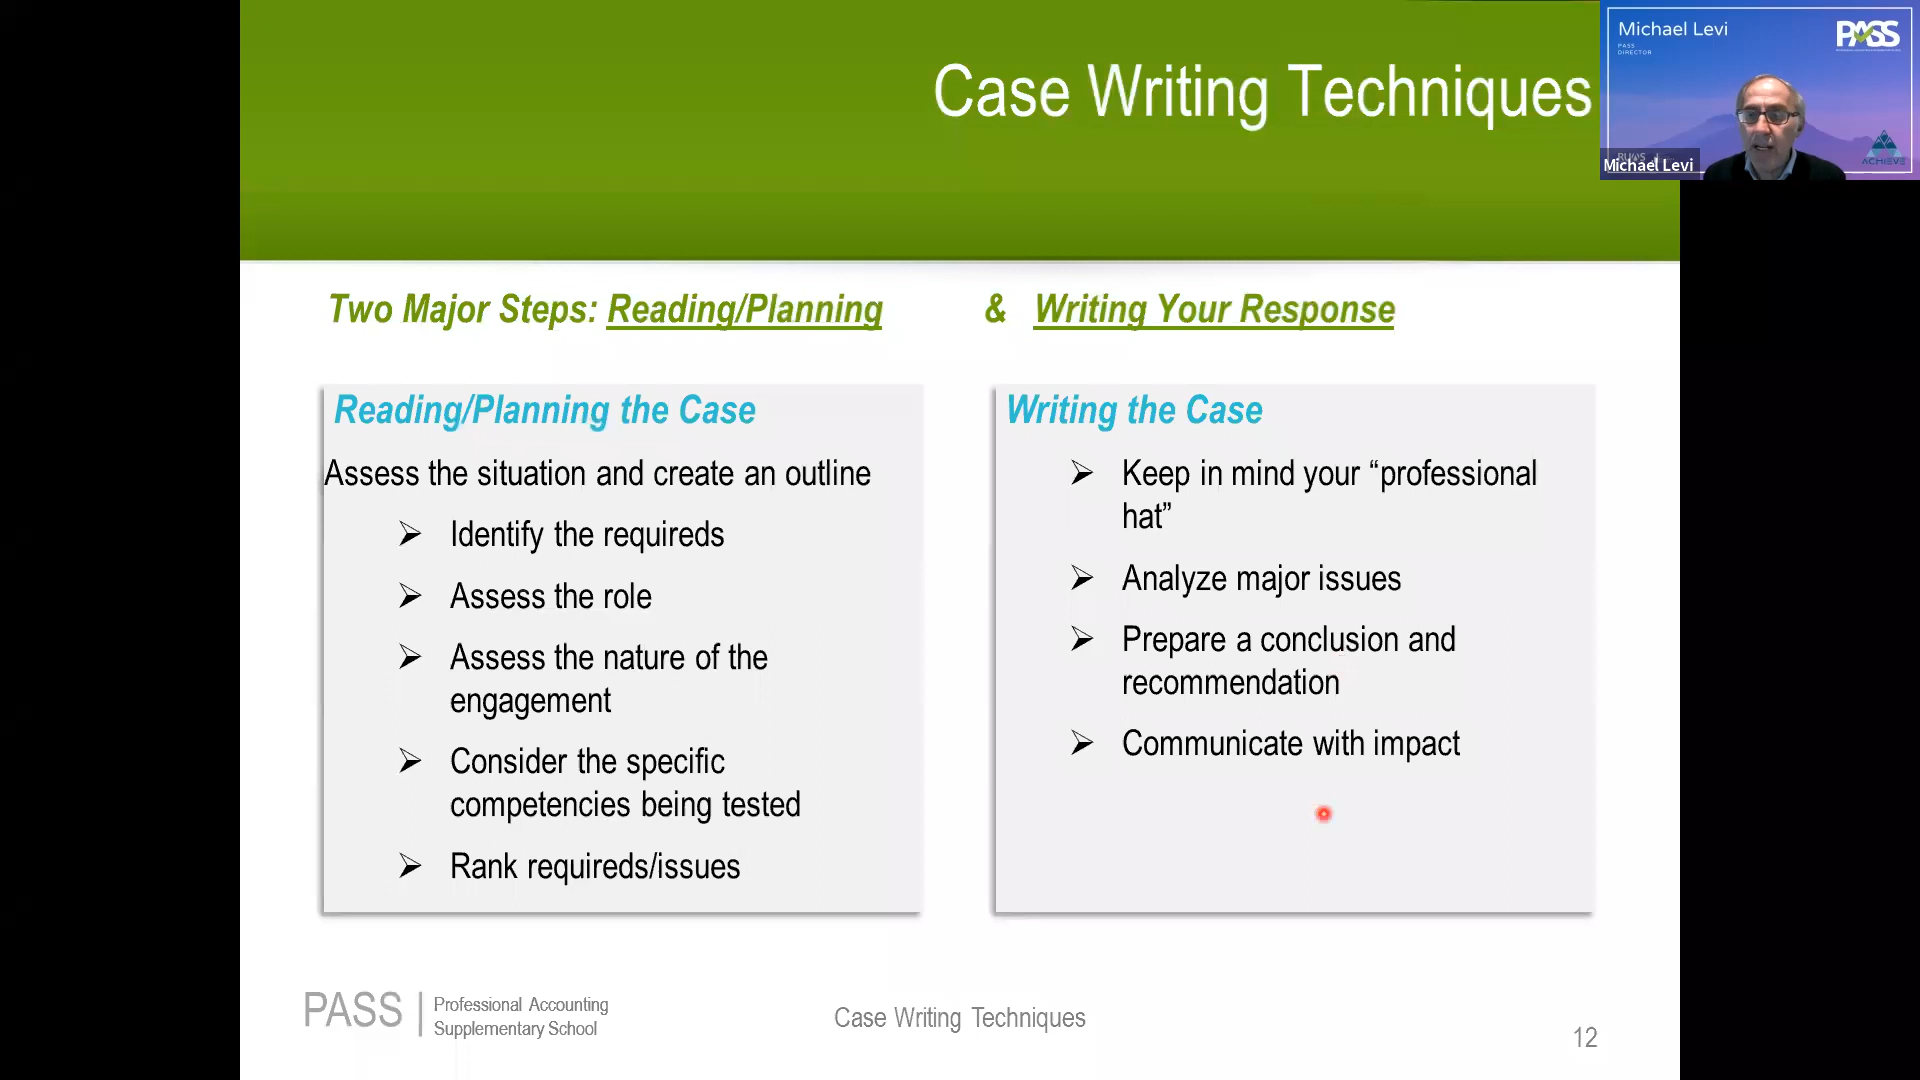 Case Writing Techniques
Michael Levi
PASS
DIRECTOR
PASS
ACHIEVE
Michael Levi
Two Major Steps: Reading/Planning & Writing Your Response
Reading/Planning the Case
Assess the situation and create an outline
➢ Identify the requireds
➢ Assess the role
➢ Assess the nature of the
engagement
➢ Consider the specific
competencies being tested
➢ Rank requireds/issues
Writing the Case
➢ Keep in mind your “professional
hat”
➢ Analyze major issues
➢ Prepare a conclusion and
recommendation
➢ Communicate with impact
PASS
Professional Accounting
Supplementary School
Case Writing Techniques
12